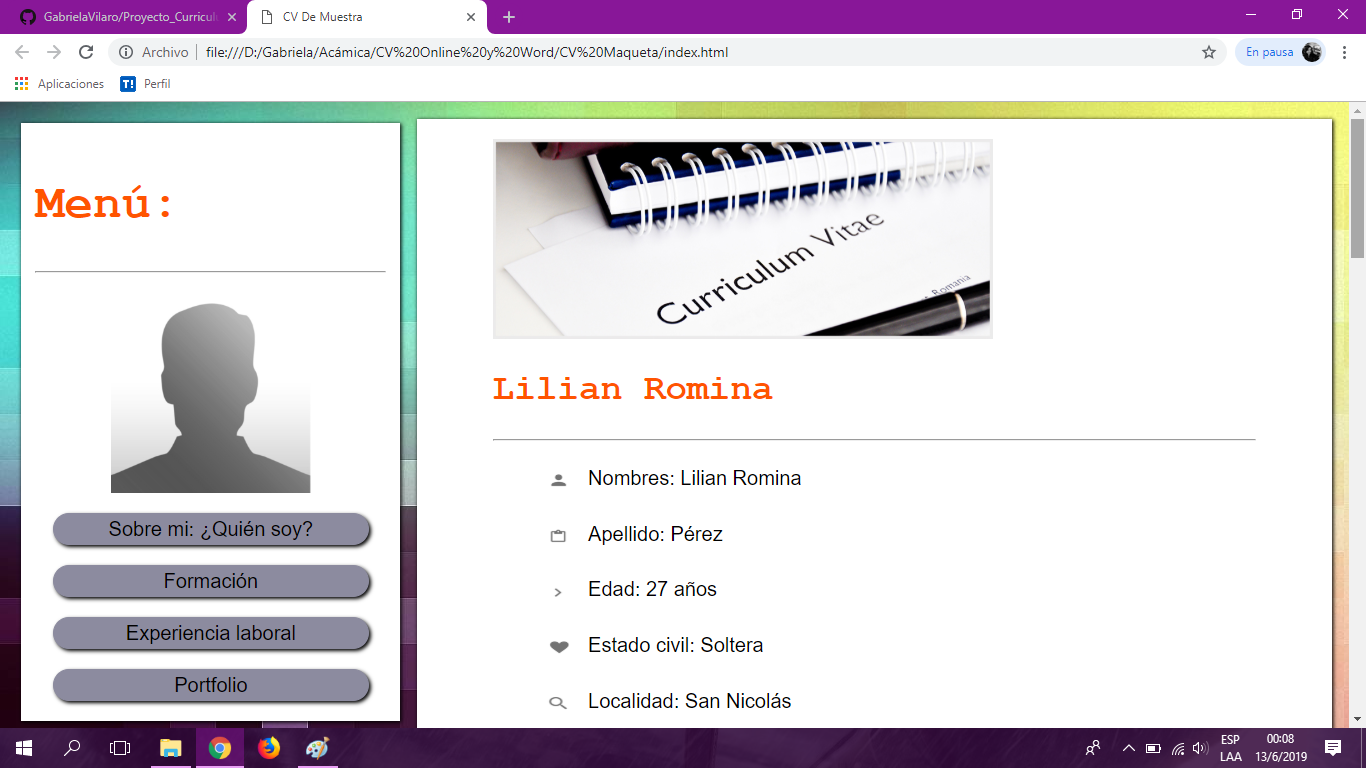 GabrielaVilaro/Proyecto_Curricul
CV De Muestra
Archivo
file:///D:/Gabriela/Acámica/CV%20Online%20y%20Word/CV%20Maqueta/index.html
En pausa
Aplicaciones
T!
Perfil
Menú:
Sobre mi: ¿Quién soy?
Formación
Experiencia laboral
Portfolio
Curriculum Vitae
Romania
Lilian Romina
Nombres: Lilian Romina
Apellido: Pérez
Edad: 27 años
Estado civil: Soltera
Localidad: San Nicolás
ESP
LAA
00:08
13/6/2019